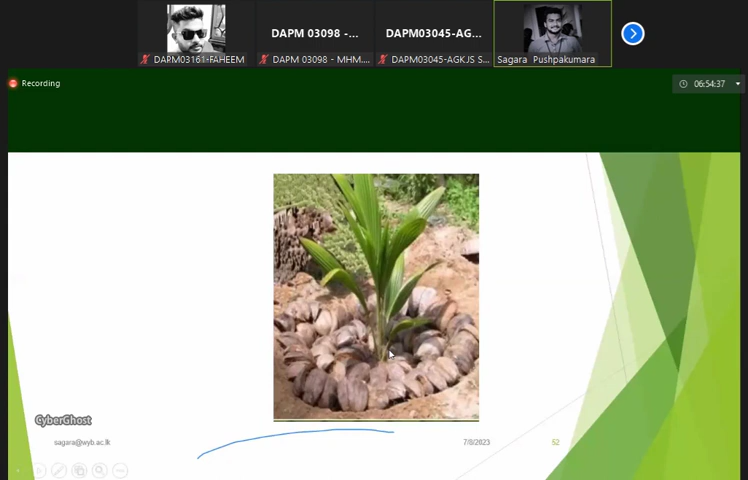 DAPM 03098 -...
DAPM03045-AG...
DARM03161-FAHEEM
DAPM 03098 - MHM....
DAPM03045-AGKJS S...
Sagara Pushpakumara
Recording
06:54:37
CyberGhost
sagara@wyb.ac.lk
7/8/2023
52